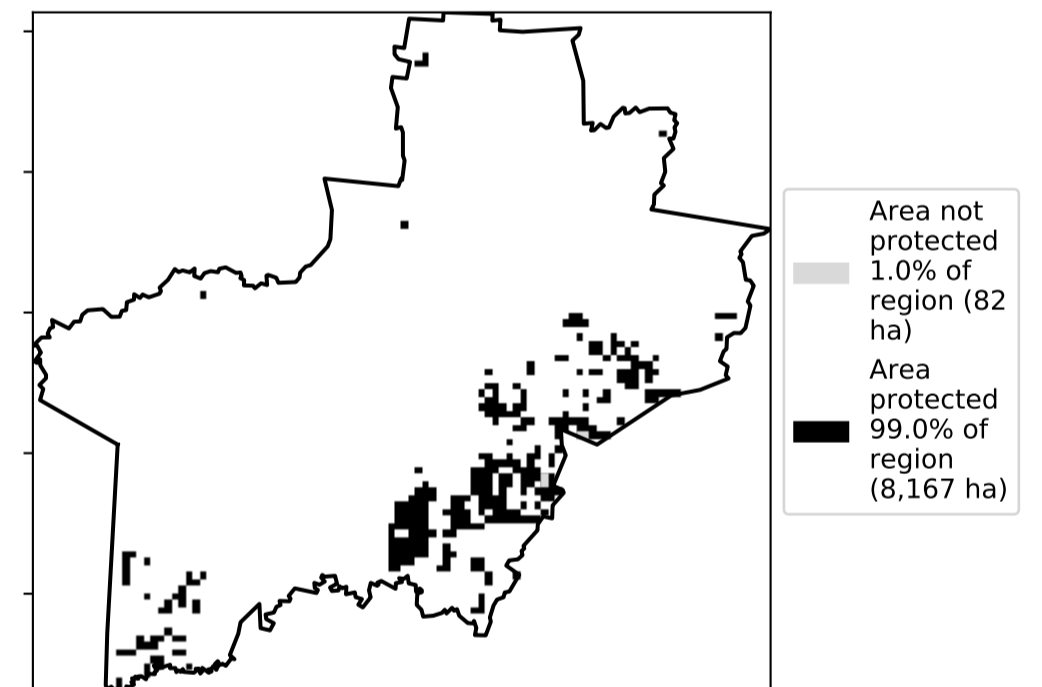 Area not
protected
1.0% of
region (82
ha)
Area
protected
99.0% of
region
(8,167 ha)